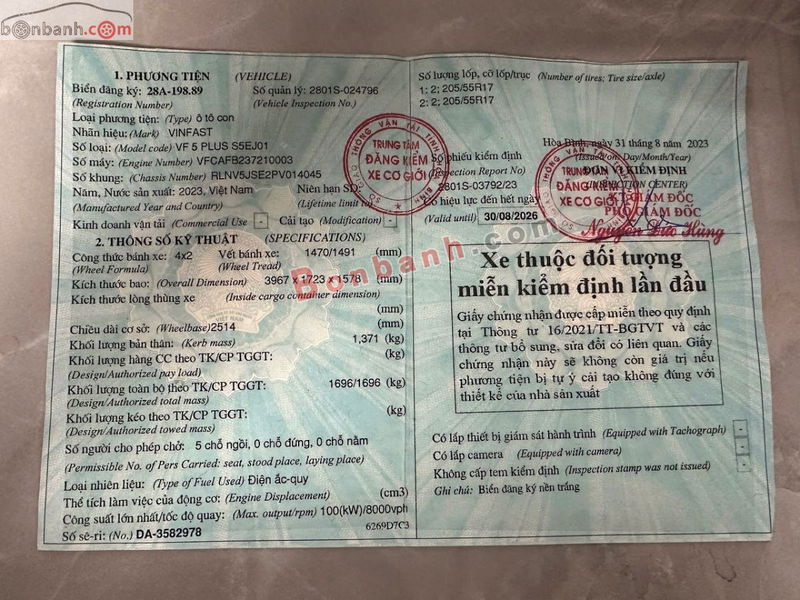 bonbanh.com
1. PHƯƠNG TIỆN (VEHICLE)
Biển đăng ký: 28A-198.89 Số quản lý: 2801S-024796
(Registration Number) (Vehicle Inspection No.)
Loại phương tiện: (Type) ô tô con
Nhãn hiệu: (Mark) VINFAST
Số loại: (Model code) VF 5 PLUS S5EJ01
Số máy: (Engine Number) VFCAFB237210003
Số khung: (Chassis Number) RLNV5JSE2PV014045
Năm, Nước sản xuất: 2023, Việt Nam Niên hạn SD:
(Manufactured Year and Country) (Lifetime limit to
Kinh doanh vận tải (Commercial Use) - Cải tạo (Modification) -
2. THÔNG SỐ KỸ THUẬT (SPECIFICATIONS)
Công thức bánh xe: 4x2 Vết bánh xe: 1470/1491 (mm)
(Wheel Formula) (Wheel Tread)
Kích thước bao: (Overall Dimension) 3967 x 1723 x 1578 (mm)
Kích thước lòng thùng xe (Inside cargo container dimension)
(mm)
Chiều dài cơ sở: (Wheelbase) 2514 (mm)
Khối lượng bản thân: (Kerb mass) 1,371 (kg)
Khối lượng hàng CC theo TK/CP TGGT: (kg)
(Design/Authorized pay load)
Khối lượng toàn bộ theo TK/CP TGGT: 1696/1696 (kg)
(Design/Authorized total mass)
Khối lượng kéo theo TK/CP TGGT: (kg)
(Design/Authorized towed mass)
Số người cho phép chở: 5 chỗ ngồi, 0 chỗ đứng, 0 chỗ nằm
(Permissible No. of Pers Carried: seat, stood place, laying place)
Loại nhiên liệu: (Type of Fuel Used) Điện ắc-quy
Thể tích làm việc của động cơ: (Engine Displacement) (cm3)
Công suất lớn nhất/tốc độ quay: (Max. output/rpm) 100(kW)/8000vph
Số sê-ri: (No.) DA-3582978 6269D7C3
Số lượng lốp, cỡ lốp/trục (Number of tires; Tire size/axle)
1: 2; 205/55R17
2: 2; 205/55R17
Hòa Bình, ngày 31 tháng 8 năm 2023
(Issued on: Day/Month/Year)
Số phiếu kiểm định ĐƠN VỊ KIỂM ĐỊNH
(Inspection Report No.) (INSPECTION CENTER)
2801S-03792/23
PHÓ GIÁM ĐỐC
Có hiệu lực đến hết ngày
(Valid until) 30/08/2026
Nguyễn Đức Hùng
TRUNG TÂM
ĐĂNG KIỂM
XE CƠ GIỚI
TRUNG TÂM
ĐĂNG KIỂM
XE CƠ GIỚI
Bonbanh.com
Xe thuộc đối tượng
miễn kiểm định lần đầu
Giấy chứng nhận được cấp miễn theo quy định
tại Thông tư 16/2021/TT-BGTVT và các
thông tư bổ sung, sửa đổi có liên quan. Giấy
chứng nhận này sẽ không còn giá trị nếu
phương tiện bị tự ý cải tạo không đúng với
thiết kế của nhà sản xuất
Có lắp thiết bị giám sát hành trình (Equipped with Tachograph) -
Có lắp camera (Equipped with camera) -
Không cấp tem kiểm định (Inspection stamp was not issued) -
Ghi chú: Biển đăng ký nền trắng